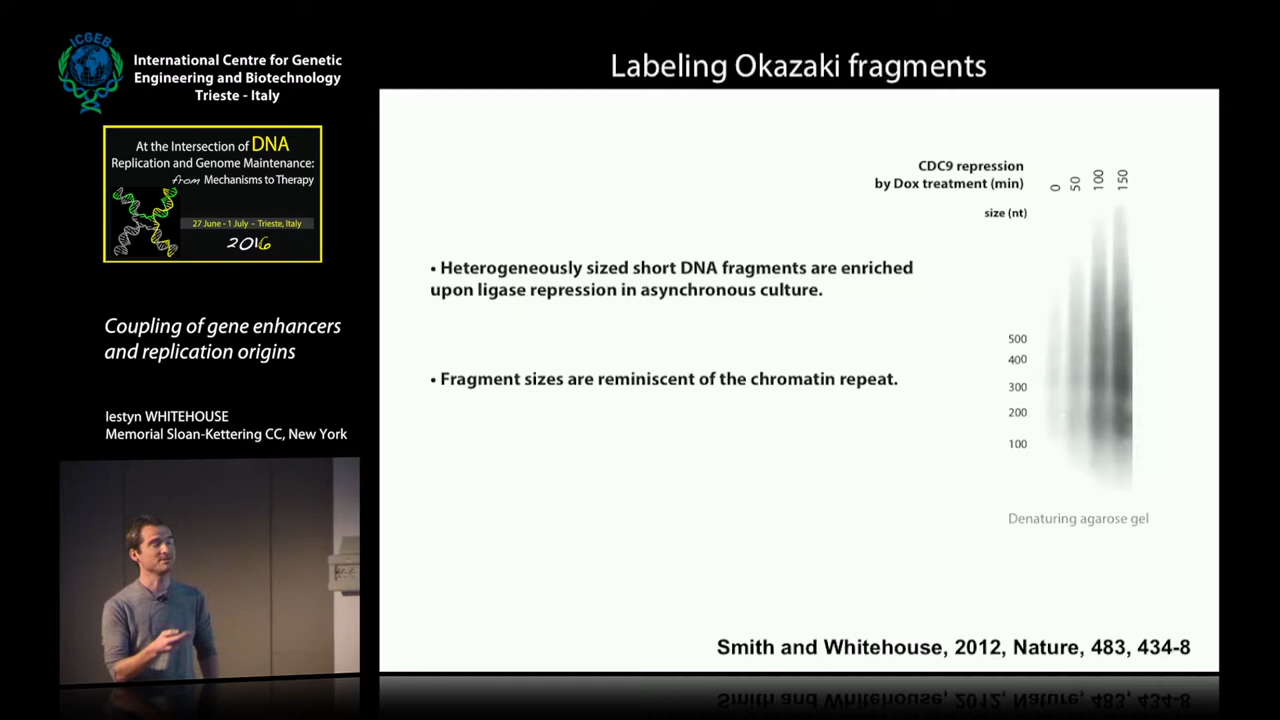 ICGEB
International Centre for Genetic
Engineering and Biotechnology
Trieste - Italy
At the Intersection of DNA
Replication and Genome Maintenance:
from Mechanisms to Therapy
27 June - 1 July - Trieste, Italy
2016
Coupling of gene enhancers
and replication origins
Iestyn WHITEHOUSE
Memorial Sloan-Kettering CC, New York
Labeling Okazaki fragments
CDC9 repression
by Dox treatment (min)
0 50 100 150
size (nt)
• Heterogeneously sized short DNA fragments are enriched
upon ligase repression in asynchronous culture.
• Fragment sizes are reminiscent of the chromatin repeat.
500
400
300
200
100
Denaturing agarose gel
Smith and Whitehouse, 2012, Nature, 483, 434-8